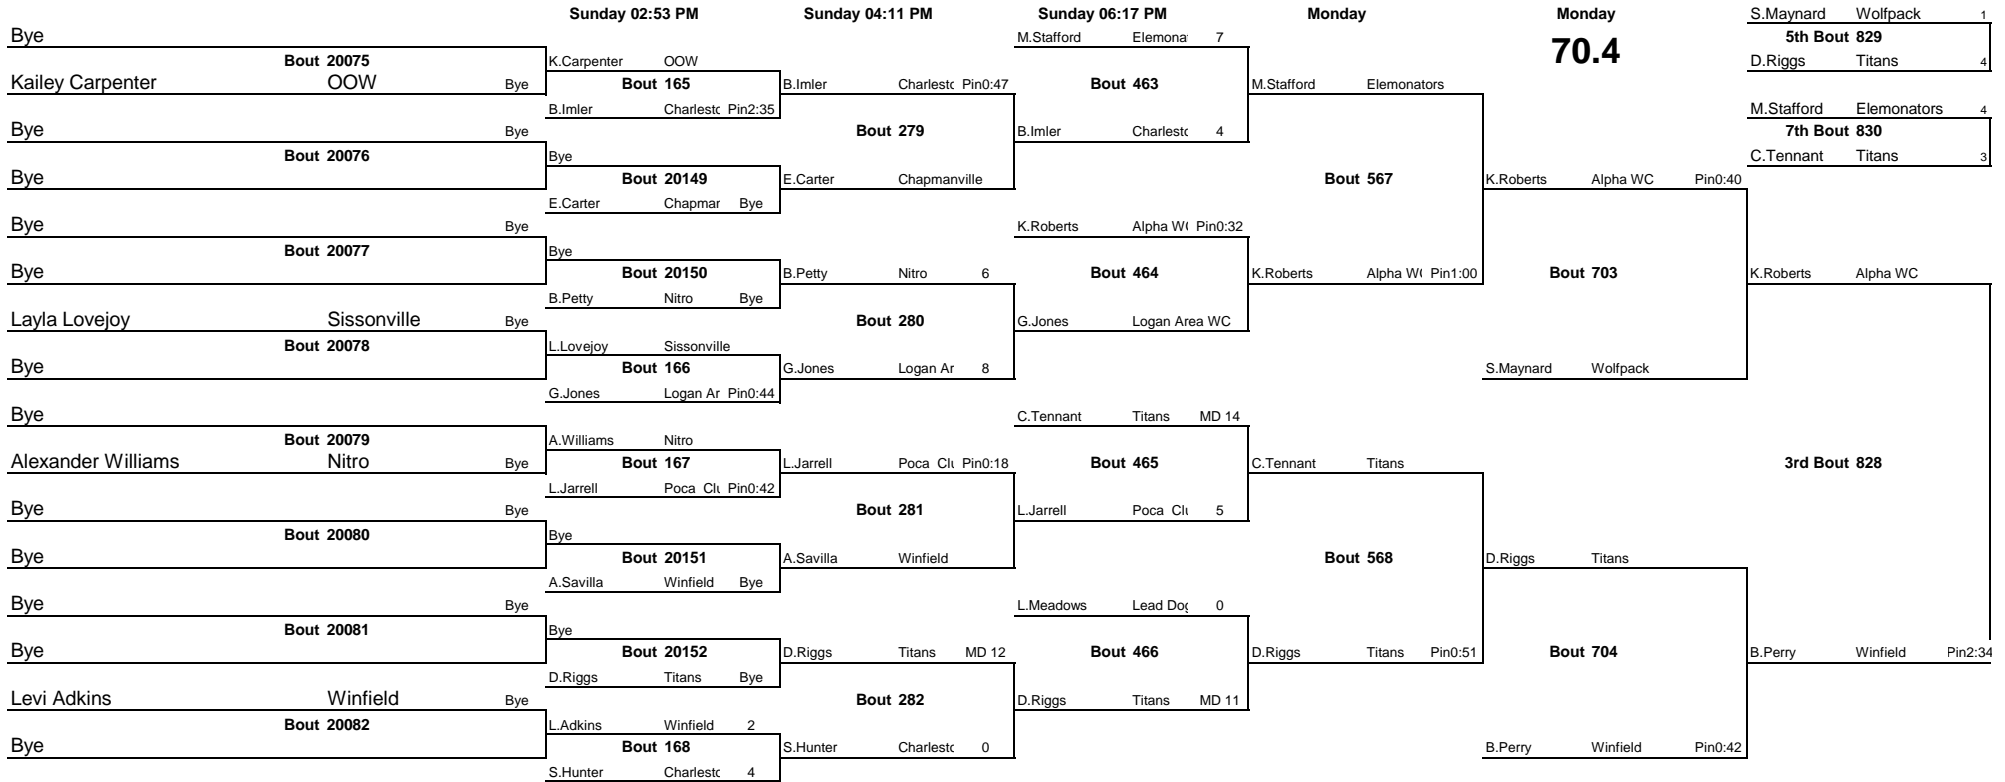 Sunday 02:53 PM Sunday 04:11 PM Sunday 06:17 PM Monday Monday S.Maynard Wolfpack 1
Bye M.Stafford Elemona 7 70.4 5th Bout 829
Bout 20075 K.Carpenter OOW D.Riggs Titans 4
Kailey Carpenter OOW Bye Bout 165 B.Imler Charlest Pin0:47 Bout 463 M.Stafford Elemonators
B.Imler Charlest Pin2:35 M.Stafford Elemonators 4
Bye Bye Bout 279 B.Imler Charlest 4 7th Bout 830
Bout 20076 Bye C.Tennant Titans 3
Bye Bout 20149 E.Carter Chapmanville Bout 567 K.Roberts Alpha WC Pin0:40
E.Carter Chapmar Bye
Bye Bye K.Roberts Alpha W Pin0:32
Bout 20077 Bye
Bye Bout 20150 B.Petty Nitro 6 Bout 464 K.Roberts Alpha W Pin1:00 Bout 703 K.Roberts Alpha WC
B.Petty Nitro Bye
Layla Lovejoy Sissonville Bye Bout 280 G.Jones Logan Area WC
Bout 20078 L.Lovejoy Sissonville
Bye Bout 166 G.Jones Logan Ar 8 S.Maynard Wolfpack
G.Jones Logan Ar Pin0:44
Bye C.Tennant Titans MD 14
Bout 20079 A.Williams Nitro
Alexander Williams Nitro Bye Bout 167 L.Jarrell Poca Clu Pin0:18 Bout 465 C.Tennant Titans 3rd Bout 828
L.Jarrell Poca Clu Pin0:42
Bye Bye Bout 281 L.Jarrell Poca Clu 5
Bout 20080 Bye
Bye Bout 20151 A.Savilla Winfield Bout 568 D.Riggs Titans
A.Savilla Winfield Bye
Bye Bye L.Meadows Lead Dog 0
Bout 20081 Bye
Bye Bout 20152 D.Riggs Titans MD 12 Bout 466 D.Riggs Titans Pin0:51 Bout 704 B.Perry Winfield Pin2:34
D.Riggs Titans Bye
Levi Adkins Winfield Bye Bout 282 D.Riggs Titans MD 11
Bout 20082 L.Adkins Winfield 2
Bye Bout 168 S.Hunter Charlest 0 B.Perry Winfield Pin0:42
S.Hunter Charlest 4